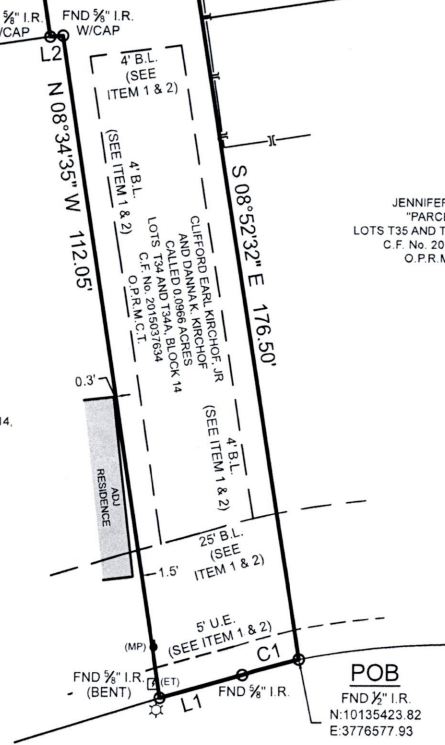 FND ⅝" I.R.
W/CAP
FND ⅝" I.R.
W/CAP
L2
4' B.L.
(SEE
ITEM 1 & 2)
N 08°34'35" W 112.05'
4' B.L.
(SEE ITEM 1 & 2)
S 08°52'32" E 176.50'
CLIFFORD EARL KIRCHOF, JR
AND DANNA K. KIRCHOF
CALLED 0.0966 ACRES
LOTS T34 AND T34A, BLOCK 14
C.F. No. 2015037634
O.P.R.M.C.T.
JENNIFER
"PARC
LOTS T35 AND T
C.F. No. 20
O.P.R.M
0.3'
4' B.L.
(SEE ITEM 1 & 2)
14,
ADJ
RESIDENCE
25' B.L.
(SEE
ITEM 1 & 2)
1.5'
5' U.E.
(SEE ITEM 1 & 2)
(MP)
FND ⅝" I.R.
(BENT)
(ET)
C1
L1
FND ⅝" I.R.
POB
FND ½" I.R.
N:10135423.82
E:3776577.93